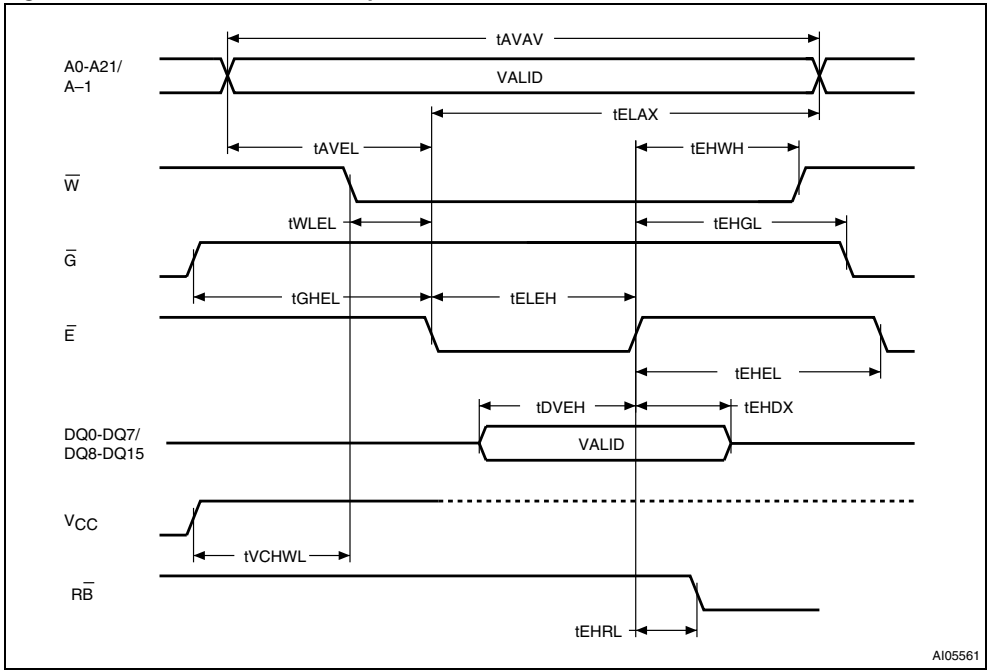 tAVAV
A0-A21/
A–1
VALID
tELAX
tAVEL
tEHWH
W̅
tWLEL
tEHGL
G̅
tGHEL
tELEH
E̅
tEHEL
tDVEH
tEHDX
DQ0-DQ7/
DQ8-DQ15
VALID
VCC
tVCHWL
RB̅
tEHRL
AI05561